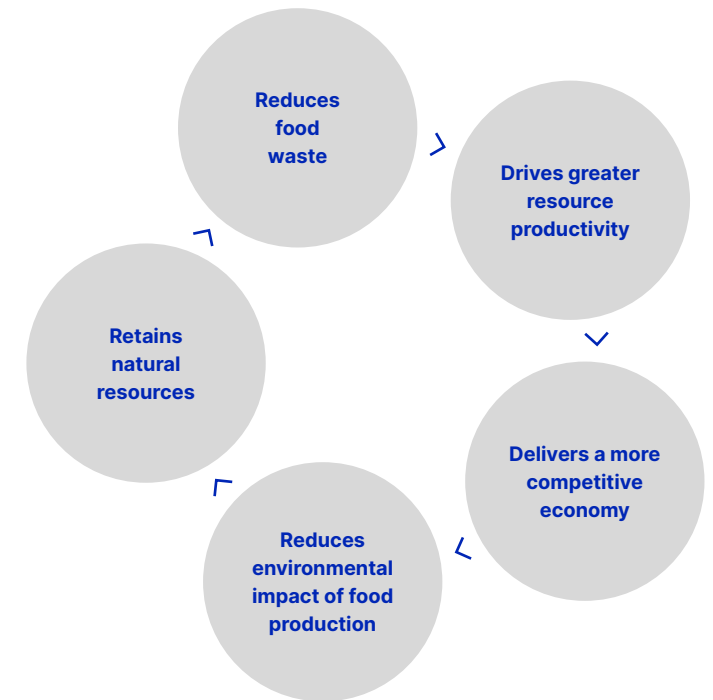 Reduces
food
waste
Drives greater
resource
productivity
Delivers a more
competitive
economy
Reduces
environmental
impact of food
production
Retains
natural
resources